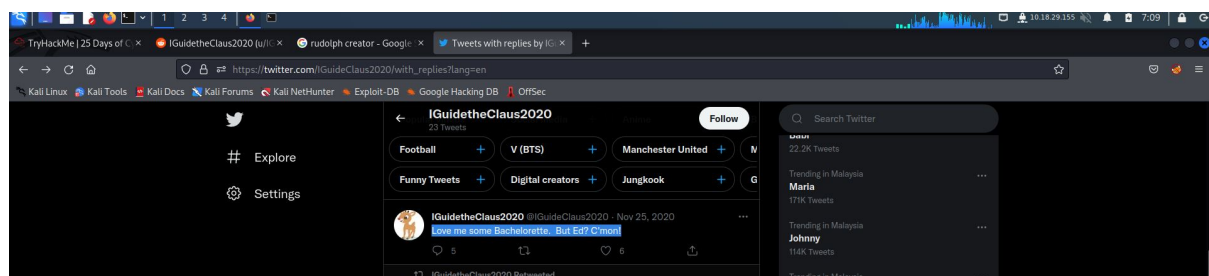 1 2 3 4
10.18.29.155 7:09
TryHackMe | 25 Days of C
IGuidetheClaus2020 (u/IG
rudolph creator - Google
Tweets with replies by IG
https://twitter.com/IGuideClaus2020/with_replies?lang=en
Kali Linux Kali Tools Kali Docs Kali Forums Kali NetHunter Exploit-DB Google Hacking DB OffSec
IGuidetheClaus2020
23 Tweets
Follow
Search Twitter
Explore
Settings
Football + V (BTS) + Manchester United + M
Funny Tweets + Digital creators + Jungkook + G
IGuidetheClaus2020 @IGuideClaus2020 · Nov 25, 2020
Love me some Bachelorette, But Ed? C'mon!
5 6
IGuidetheClaus2020 Retweeted
22.2K Tweets
Trending in Malaysia
Maria
171K Tweets
Trending in Malaysia
Johnny
114K Tweets
Trending in Malaysia